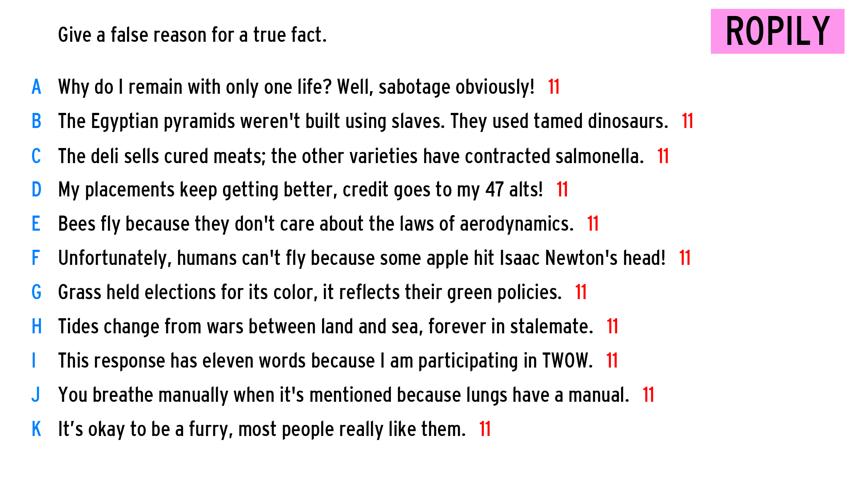 Give a false reason for a true fact.
ROPILY
A Why do I remain with only one life? Well, sabotage obviously! 11
B The Egyptian pyramids weren't built using slaves. They used tamed dinosaurs. 11
C The deli sells cured meats; the other varieties have contracted salmonella. 11
D My placements keep getting better, credit goes to my 47 alts! 11
E Bees fly because they don't care about the laws of aerodynamics. 11
F Unfortunately, humans can't fly because some apple hit Isaac Newton's head! 11
G Grass held elections for its color, it reflects their green policies. 11
H Tides change from wars between land and sea, forever in stalemate. 11
I This response has eleven words because I am participating in TWOW. 11
J You breathe manually when it's mentioned because lungs have a manual. 11
K It’s okay to be a furry, most people really like them. 11